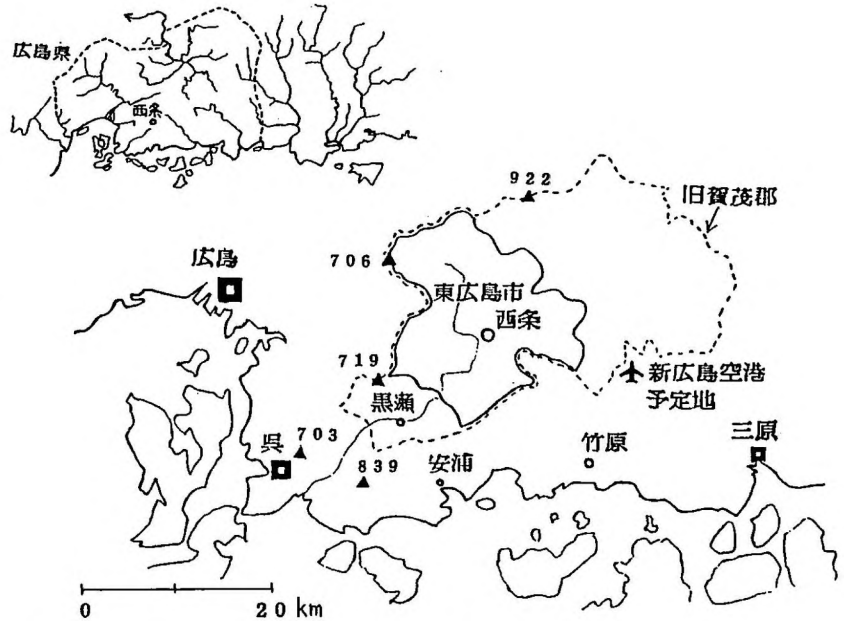 広島県
西条
922
旧賀茂郡
広島
706
東広島市
西条
719
新広島空港
予定地
黒瀬
呉
703
竹原
三原
839
安浦
0
20 km